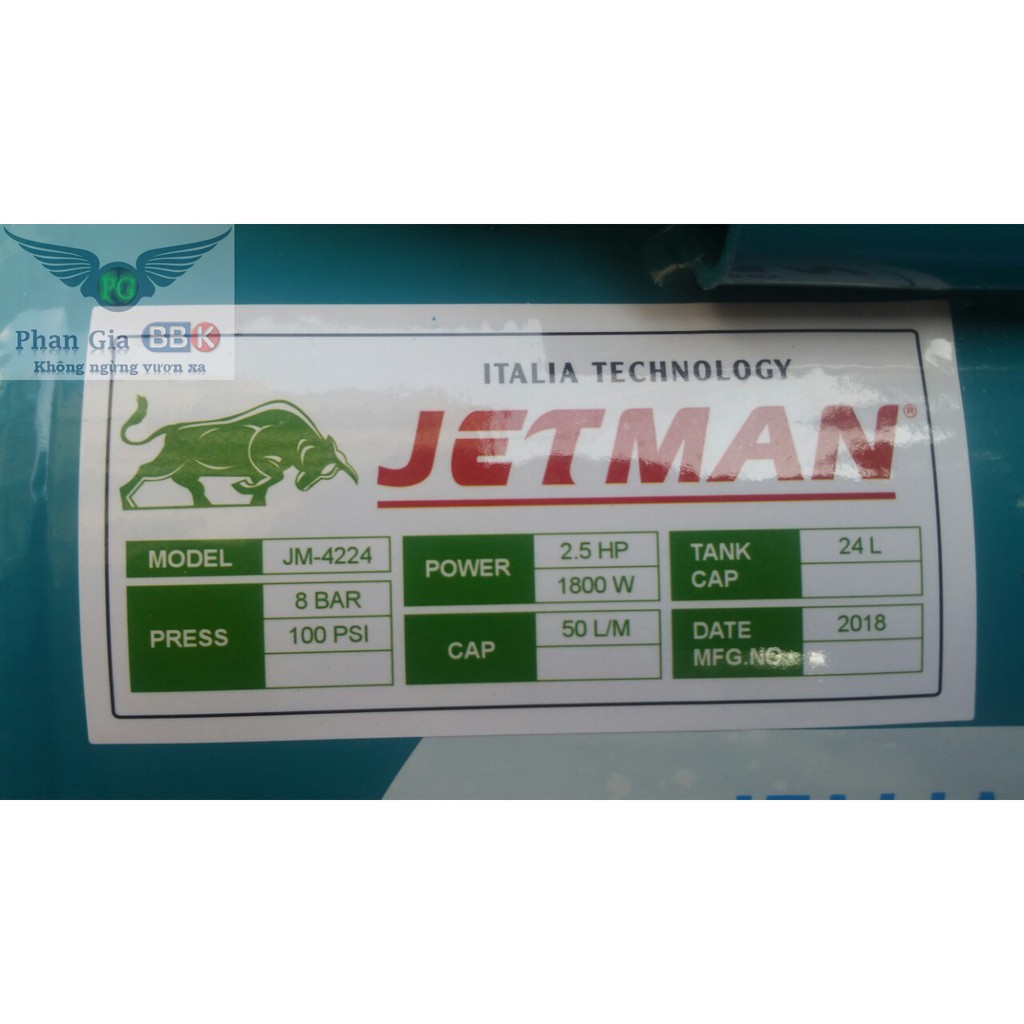 PG
Phan Gia BBK
Không ngừng vươn xa
ITALIA TECHNOLOGY
JETMAN®
MODEL JM-4224
PRESS 8 BAR
100 PSI
POWER 2.5 HP
1800 W
CAP 50 L/M
TANK CAP 24 L
DATE 2018
MFG.NO